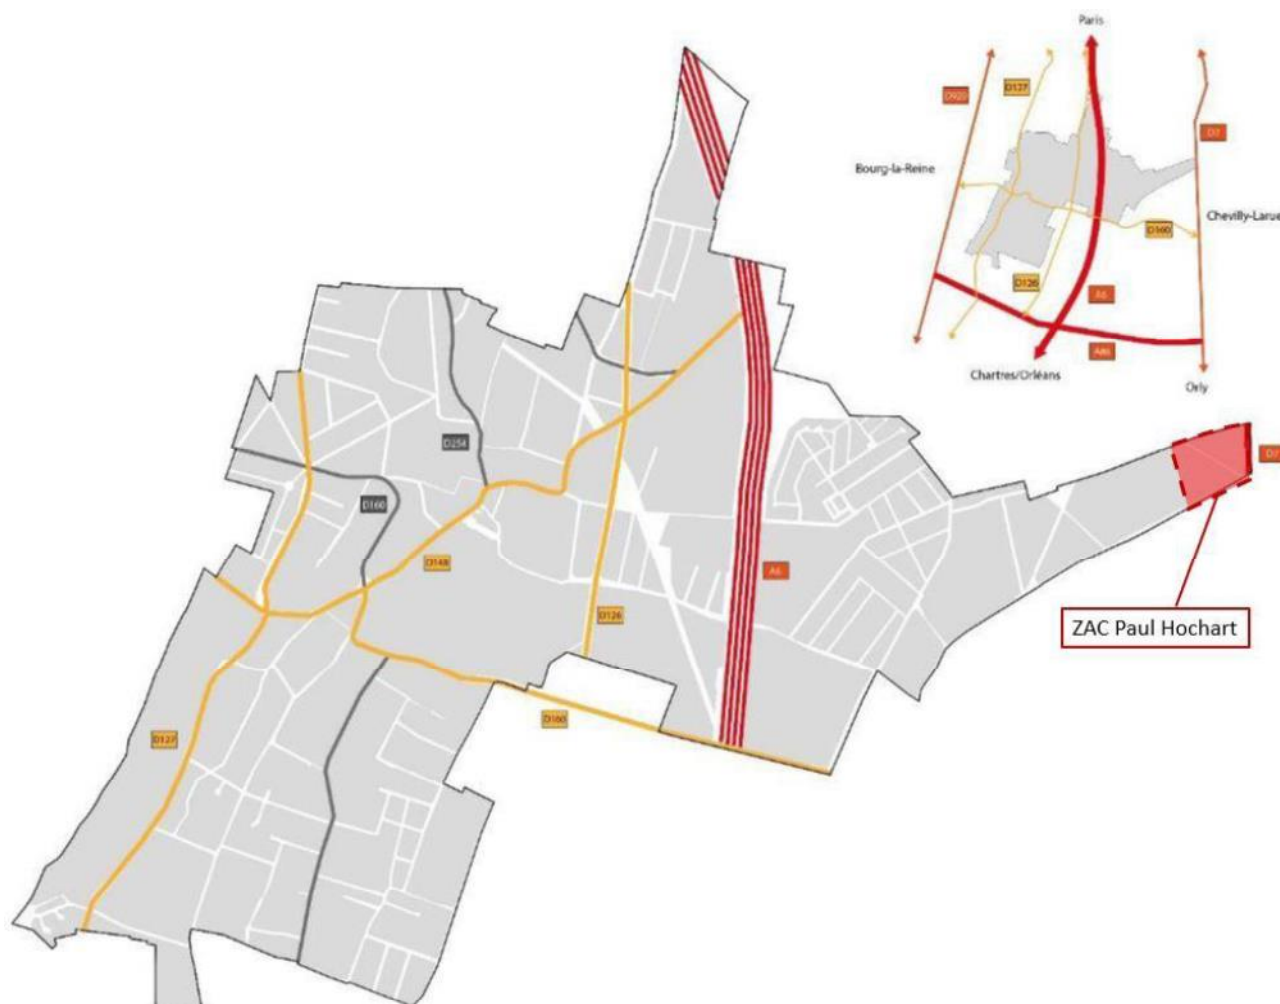 Paris
D920
D127
D7
Bourg-la-Reine
Chevilly-Larue
D160
D126
A6
A86
Chartres/Orléans
Orly
D254
D7
D160
D148
A6
D126
ZAC Paul Hochart
D160
D127